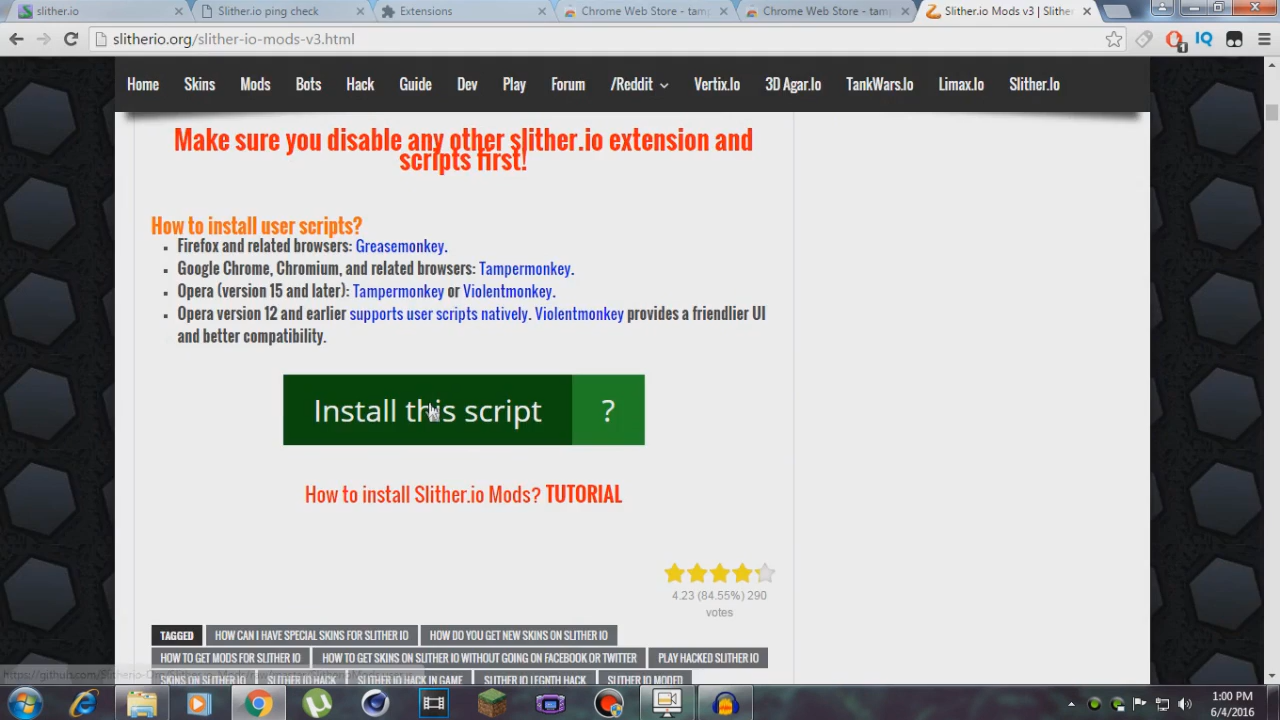 slither.io
Slither.io ping check
Extensions
Chrome Web Store - tam
Chrome Web Store - tam
Slither.io Mods v3 | Slither
slitherio.org/slither-io-mods-v3.html
1
IQ
Home Skins Mods Bots Hack Guide Dev Play Forum /Reddit Vertix.Io 3D Agar.Io TankWars.Io Limax.Io Slither.Io
Make sure you disable any other slither.io extension and
scripts first!
How to install user scripts?
Firefox and related browsers: Greasemonkey.
Google Chrome, Chromium, and related browsers: Tampermonkey.
Opera (version 15 and later): Tampermonkey or Violentmonkey.
Opera version 12 and earlier supports user scripts natively. Violentmonkey provides a friendlier UI
and better compatibility.
Install this script ?
How to install Slither.io Mods? TUTORIAL
4.23 (84.55%) 290
votes
TAGGED HOW CAN I HAVE SPECIAL SKINS FOR SLITHER IO HOW DO YOU GET NEW SKINS ON SLITHER IO
HOW TO GET MODS FOR SLITHER IO HOW TO GET SKINS ON SLITHER IO WITHOUT GOING ON FACEBOOK OR TWITTER PLAY HACKED SLITHER IO
SKINS ON SLITHER IO SLITHER IO HACK SLITHER IO HACK IN GAME SLITHER IO LEGNTH HACK SLITHER IO MODED
1:00 PM
6/4/2016